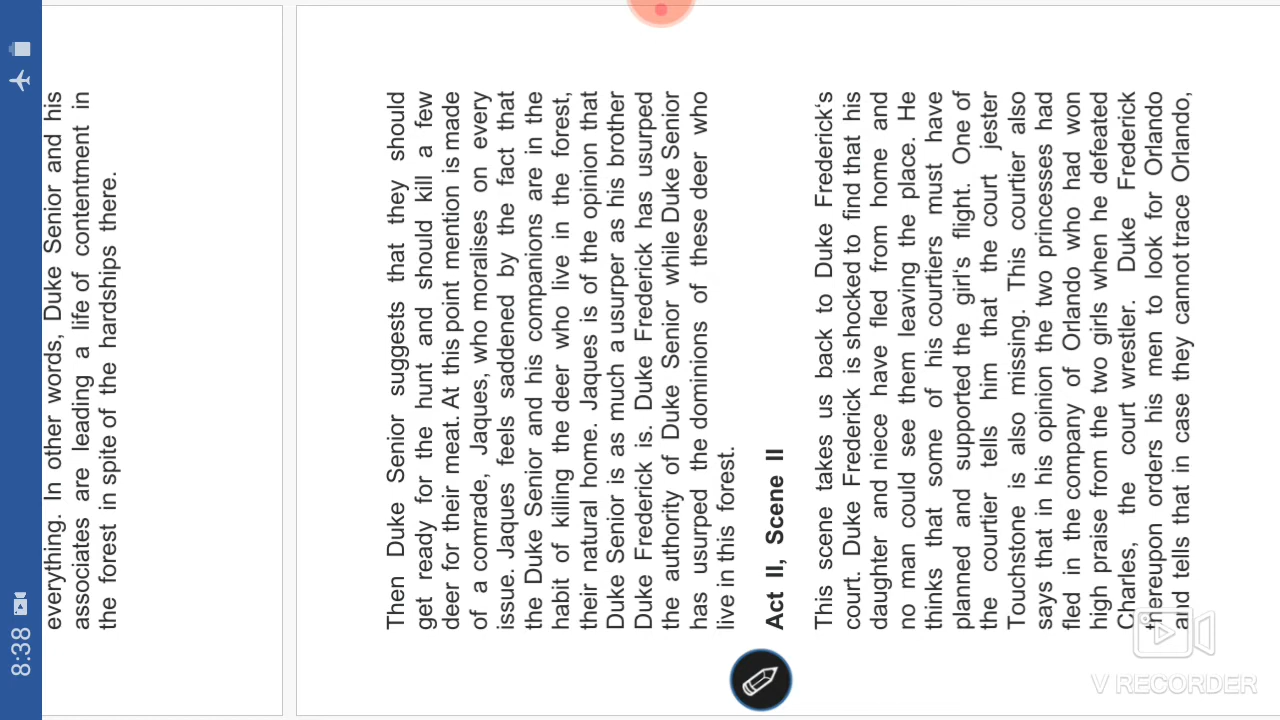 8:38
everything. In other words, Duke Senior and his
associates are leading a life of contentment in
the forest in spite of the hardships there.
Then Duke Senior suggests that they should
get ready for the hunt and should kill a few
deer for their meat. At this point mention is made
of a comrade, Jaques, who moralises on every
issue. Jaques feels saddened by the fact that
the Duke Senior and his companions are in the
habit of killing the deer who live in the forest,
their natural home. Jaques is of the opinion that
Duke Senior is as much a usurper as his brother
Duke Frederick is. Duke Frederick has usurped
the authority of Duke Senior while Duke Senior
has usurped the dominions of these deer who
live in this forest.
Act II, Scene II
This scene takes us back to Duke Frederick‘s
court. Duke Frederick is shocked to find that his
daughter and niece have fled from home and
no man could see them leaving the place. He
thinks that some of his courtiers must have
planned and supported the girl‘s flight. One of
the courtier tells him that the court jester
Touchstone is also missing. This courtier also
says that in his opinion the two princesses had
fled in the company of Orlando who had won
high praise from the two girls when he defeated
Charles, the court wrestler. Duke Frederick
thereupon orders his men to look for Orlando
and tells that in case they cannot trace Orlando,
V RECORDER